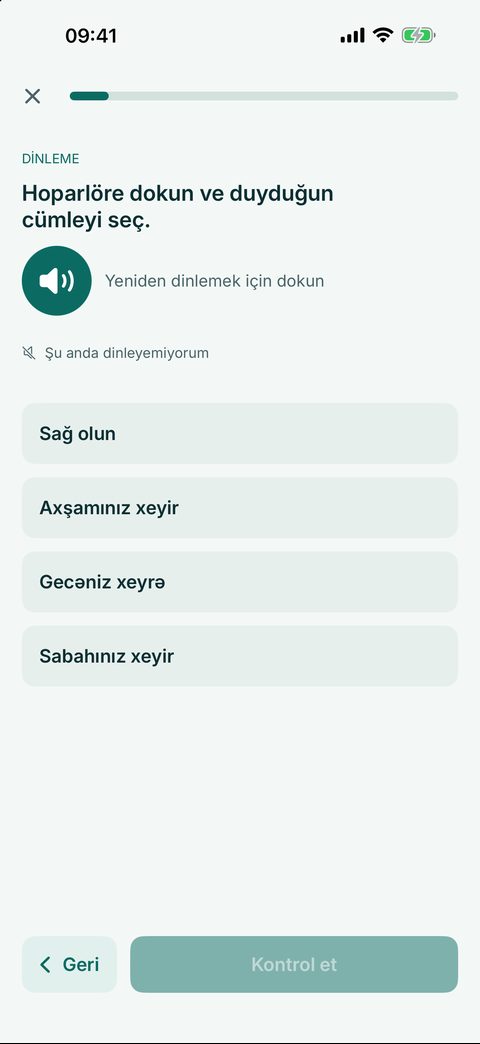 09:41
DİNLEME
Hoparlöre dokun ve duyduğun
cümleyi seç.
Yeniden dinlemek için dokun
Şu anda dinleyemiyorum
Sağ olun
Axşamınız xeyir
Gecəniz xeyrə
Sabahınız xeyir
Geri
Kontrol et